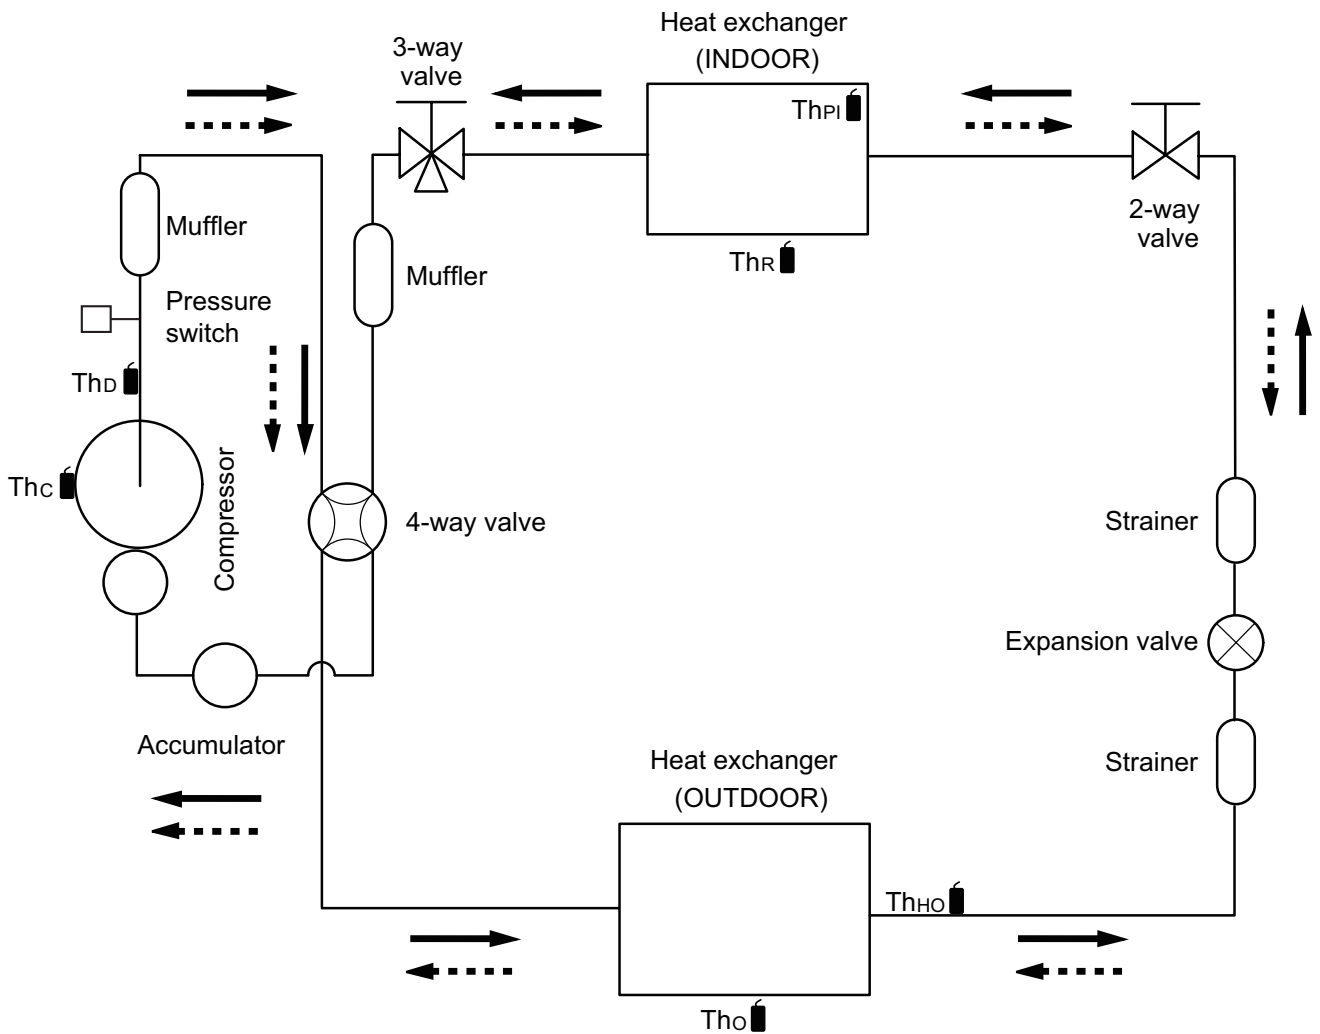 Heat exchanger
(INDOOR)
3-way
valve
ThPI
2-way
valve
Muffler
ThR
Muffler
Pressure
switch
ThD
Compressor
ThC
4-way valve
Strainer
Expansion valve
Accumulator
Heat exchanger
(OUTDOOR)
Strainer
ThHO
ThO